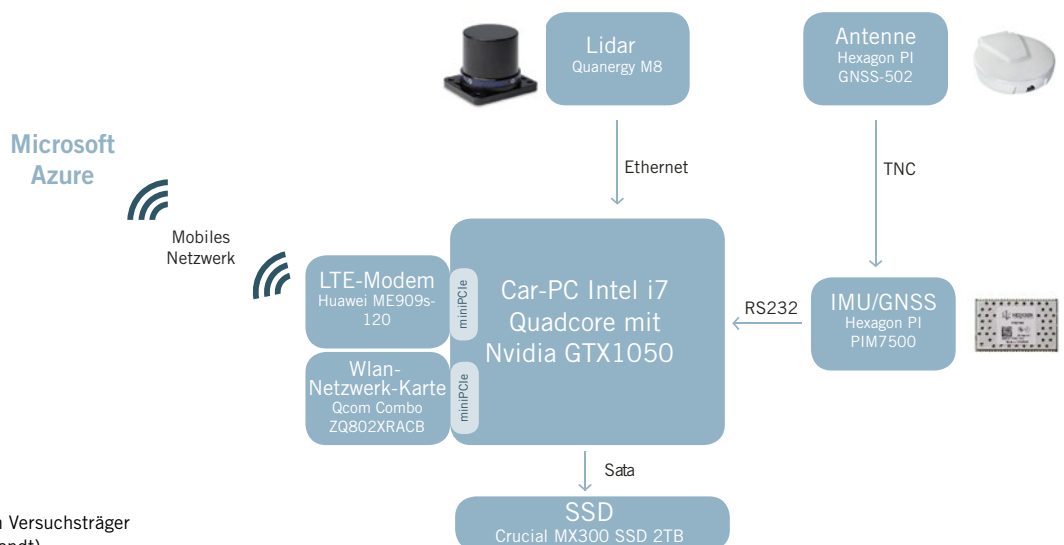 Lidar
Quanergy M8
Antenne
Hexagon PI
GNSS-502
Microsoft
Azure
Ethernet
TNC
Mobiles
Netzwerk
LTE-Modem
Huawei ME909s-
120
miniPCIe
Car-PC Intel i7
Quadcore mit
Nvidia GTX1050
RS232
IMU/GNSS
Hexagon PI
PIM7500
HEXAGON
Wlan-
Netzwerk-Karte
Qcom Combo
ZQ802XRACB
miniPCIe
Sata
SSD
Crucial MX300 SSD 2TB
Versuchsträger